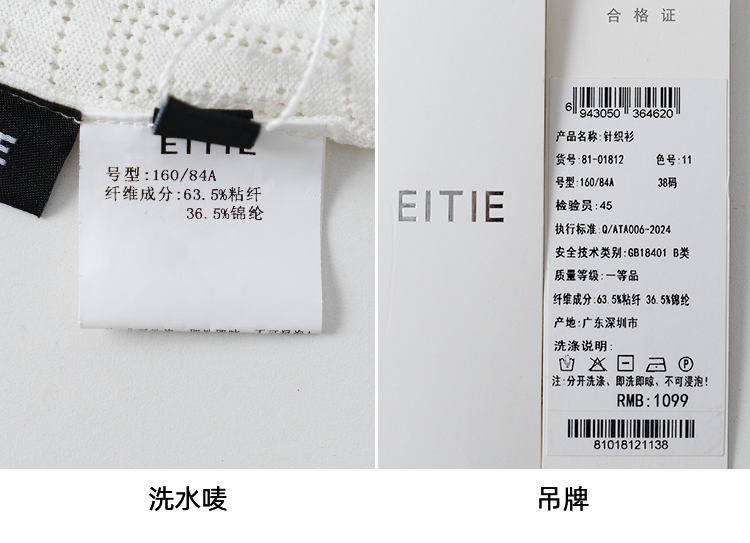 EITIE
号型:160/84A
纤维成分:63.5%粘纤
36.5%锦纶
洗水唛
合格证
EITIE
6 943050 364620
产品名称:针织衫
货号:81-01812 色号:11
号型:160/84A 38码
检验员:45
执行标准:Q/ATA006-2024
安全技术类别:GB18401 B类
质量等级:一等品
纤维成分:63.5%粘纤 36.5%锦纶
产地:广东深圳市
洗涤说明:
注:分开洗涤、即洗即晾、不可浸泡!
RMB:1099
81018121138
吊牌